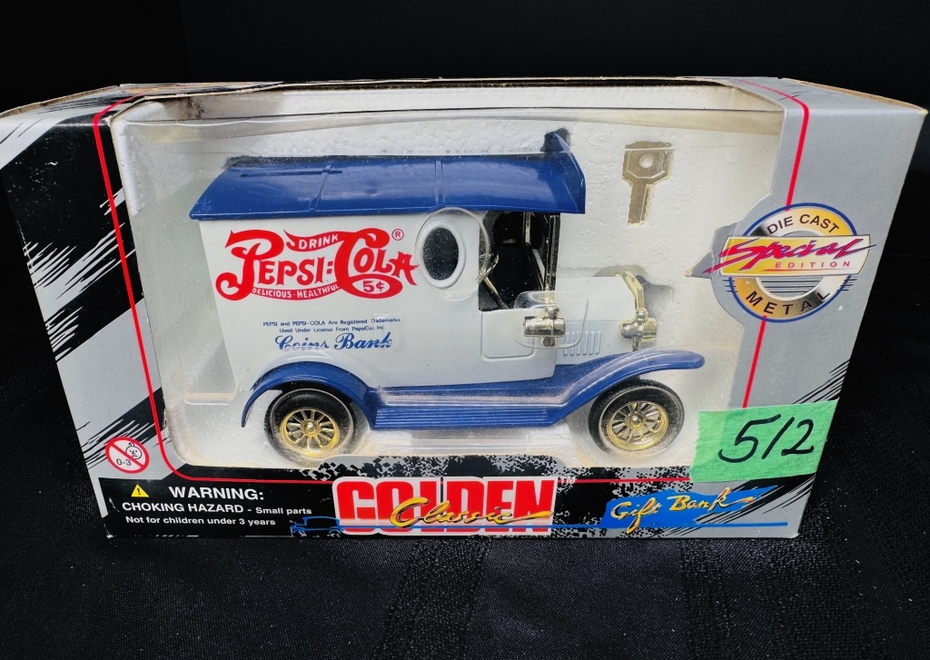 DRINK
PEPSI:COLA®
DELICIOUS·HEALTHFUL
5¢
PEPSI and PEPSI-COLA Are Registered Trademarks
Used Under License From PepsiCo, Inc.
Coins Bank
DIE CAST
Special
EDITION
METAL
512
0-3
WARNING:
CHOKING HAZARD - Small parts
Not for children under 3 years
GOLDEN™
Classic
Gift Bank